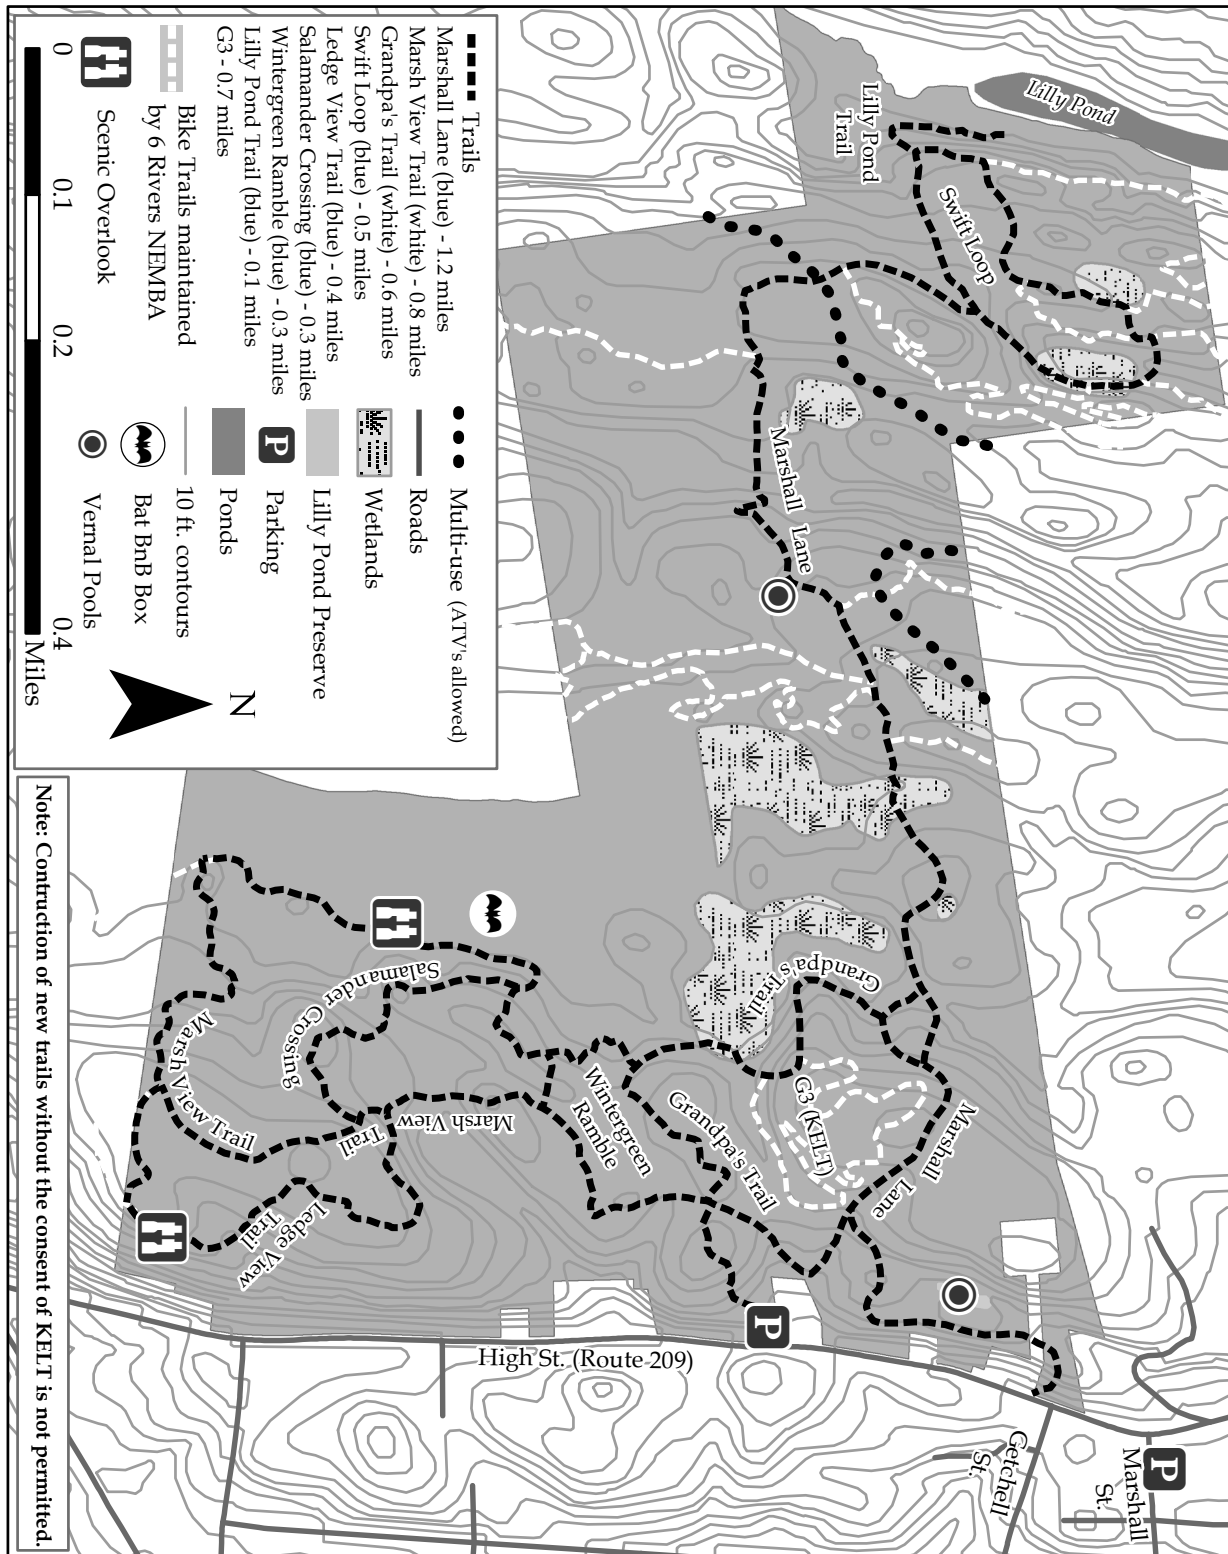 Lilly Pond
Lilly Pond
Trail
Swift Loop
Marshall Lane
Grandpa's Trail
G3 (KELT)
Marshall
Lane
Grandpa's Trail
Wintergreen
Ramble
Salamander Crossing
Marsh View
Trail
Marsh View Trail
Ledge View
Trail
High St. (Route 209)
P
Getchell
St.
Marshall
St.
P
Trails
Marshall Lane (blue) - 1.2 miles
Marsh View Trail (white) - 0.8 miles
Grandpa's Trail (white) - 0.6 miles
Swift Loop (blue) - 0.5 miles
Ledge View Trail (blue) - 0.4 miles
Salamander Crossing (blue) - 0.3 miles
Wintergreen Ramble (blue) - 0.3 miles
Lilly Pond Trail (blue) - 0.1 miles
G3 - 0.7 miles
Bike Trails maintained
by 6 Rivers NEMBA
Scenic Overlook
Multi-use (ATV's allowed)
Roads
Wetlands
Lilly Pond Preserve
P Parking
Ponds
10 ft. contours
Bat BnB Box
Vernal Pools
N
0 0.1 0.2 0.4
Miles
Note: Contruction of new trails without the consent of KELT is not permitted.